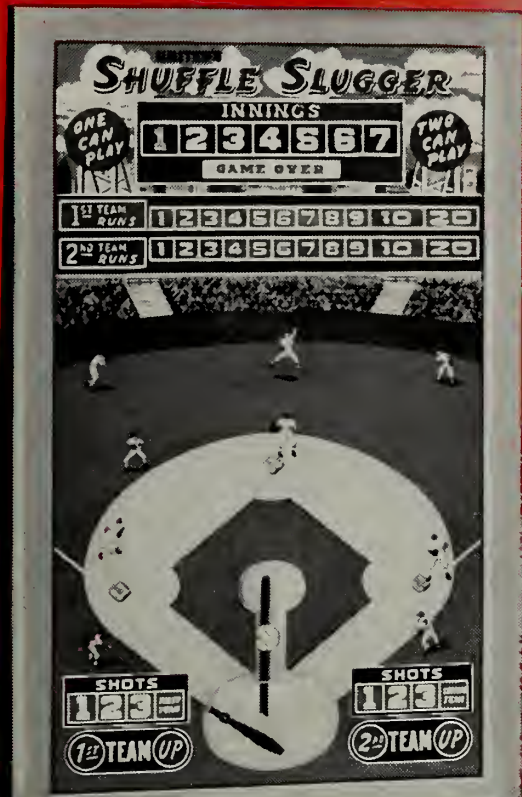 SHUFFLE SLUGGER
INNINGS
1 2 3 4 5 6 7
ONE CAN PLAY
TWO CAN PLAY
GAME OVER
1ST TEAM RUNS 1 2 3 4 5 6 7 8 9 10 20
2ND TEAM RUNS 1 2 3 4 5 6 7 8 9 10 20
SHOTS
1 2 3
1ST TEAM UP
SHOTS
1 2 3
2ND TEAM UP